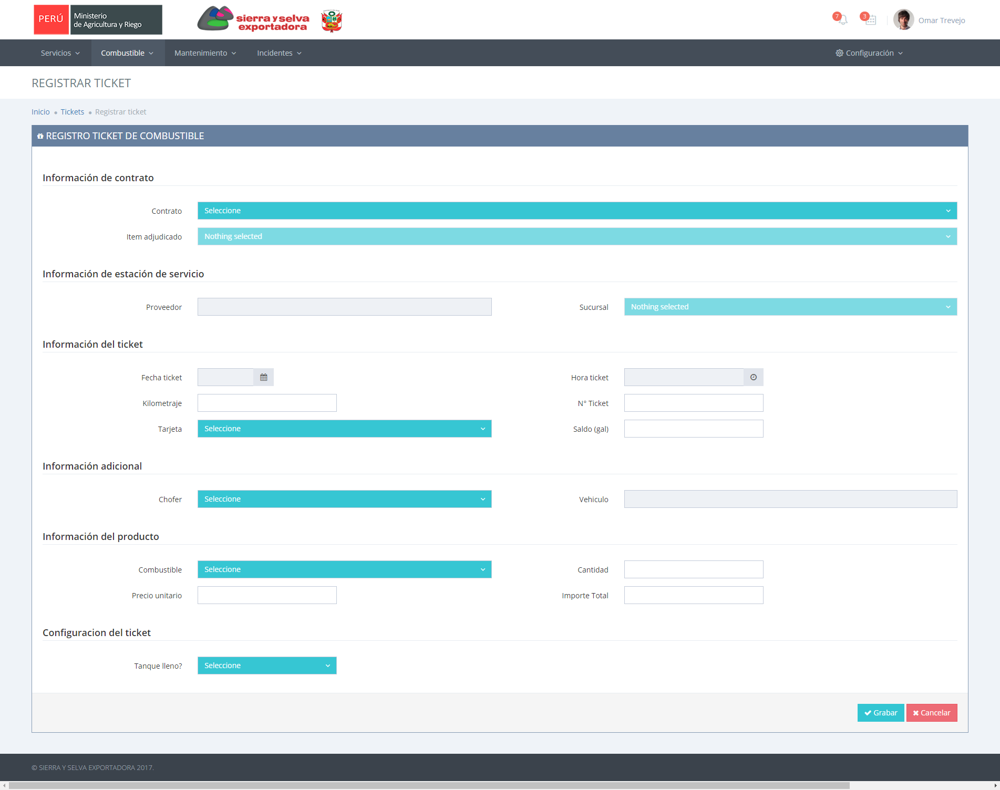 PERÚ
Ministerio
de Agricultura y Riego
sierra y selva
exportadora
7
3
Omar Trevejo
Servicios
Combustible
Mantenimiento
Incidentes
Configuración
REGISTRAR TICKET
Inicio
Tickets
Registrar ticket
REGISTRO TICKET DE COMBUSTIBLE
Información de contrato
Contrato
Seleccione
Item adjudicado
Nothing selected
Información de estación de servicio
Proveedor
Sucursal
Nothing selected
Información del ticket
Fecha ticket
Hora ticket
Kilometraje
N° Ticket
Tarjeta
Seleccione
Saldo (gal)
Información adicional
Chofer
Seleccione
Vehiculo
Información del producto
Combustible
Seleccione
Cantidad
Precio unitario
Importe Total
Configuracion del ticket
Tanque lleno?
Seleccione
Grabar
Cancelar
© SIERRA Y SELVA EXPORTADORA 2017.